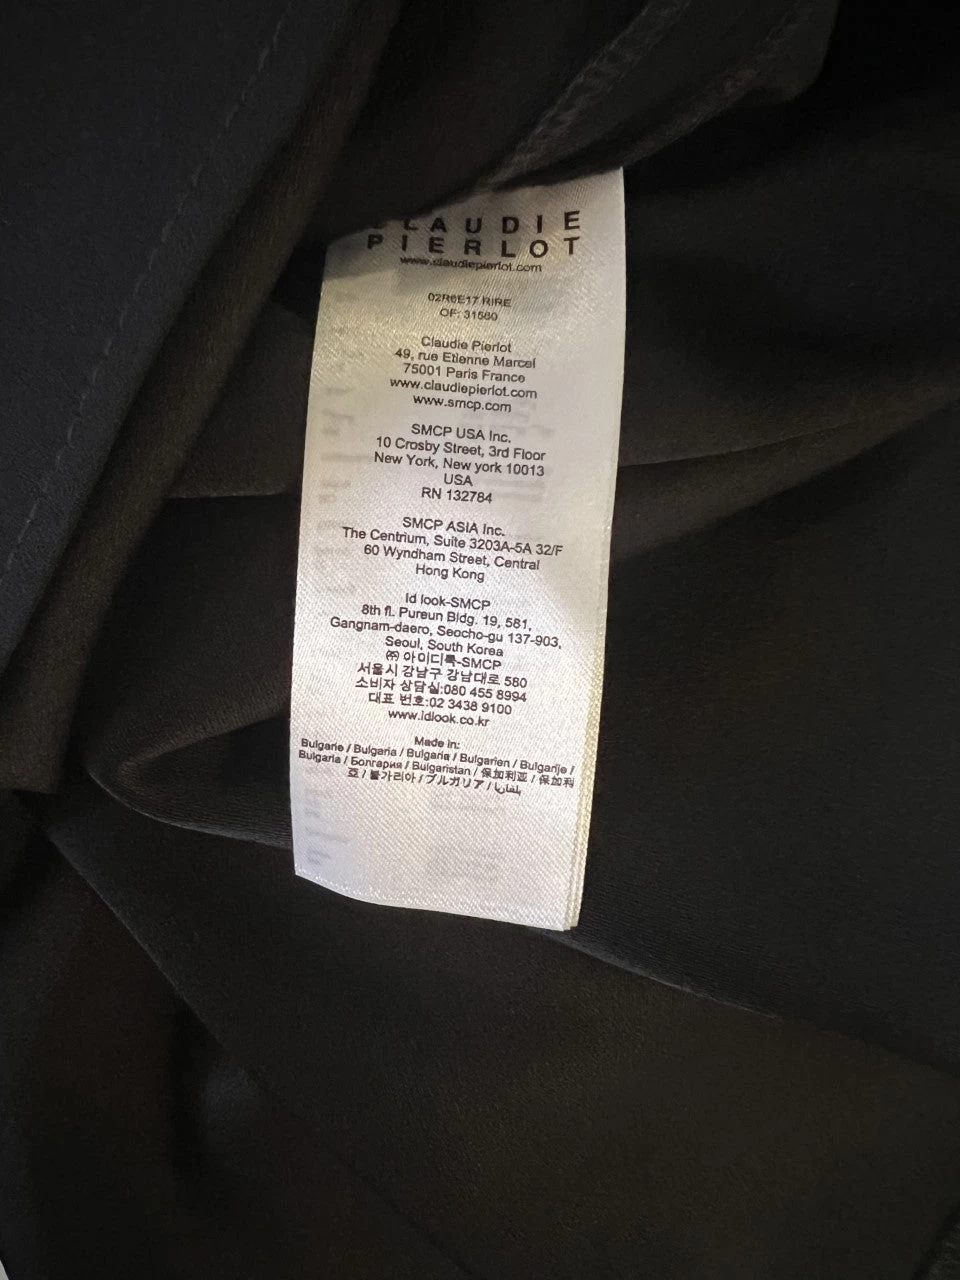 CLAUDIE
PIERLOT
www.claudiepierlot.com
02R6E17 RIRE
OF: 31560
Claudie Pierlot
49, rue Etienne Marcel
75001 Paris France
www.claudiepierlot.com
www.smcp.com
SMCP USA Inc.
10 Crosby Street, 3rd Floor
New York, New york 10013
USA
RN 132784
SMCP ASIA Inc.
The Centrium, Suite 3203A-5A 32/F
60 Wyndham Street, Central
Hong Kong
Id look-SMCP
8th fl. Pureun Bldg. 19, 581,
Gangnam-daero, Seocho-gu 137-903,
Seoul, South Korea
㈜ 아이디룩-SMCP
서울시 강남구 강남대로 580
소비자 상담실:080 455 8994
대표 번호:02 3438 9100
www.idlook.co.kr
Made in:
Bulgarie / Bulgaria / Bulgaria / Bulgarien / Bulgarije /
Bulgaria / Болгария / Bulgaristan / 保加利亚 / 保加利
亞 / 불가리아 / ブルガリア / بلغاريا